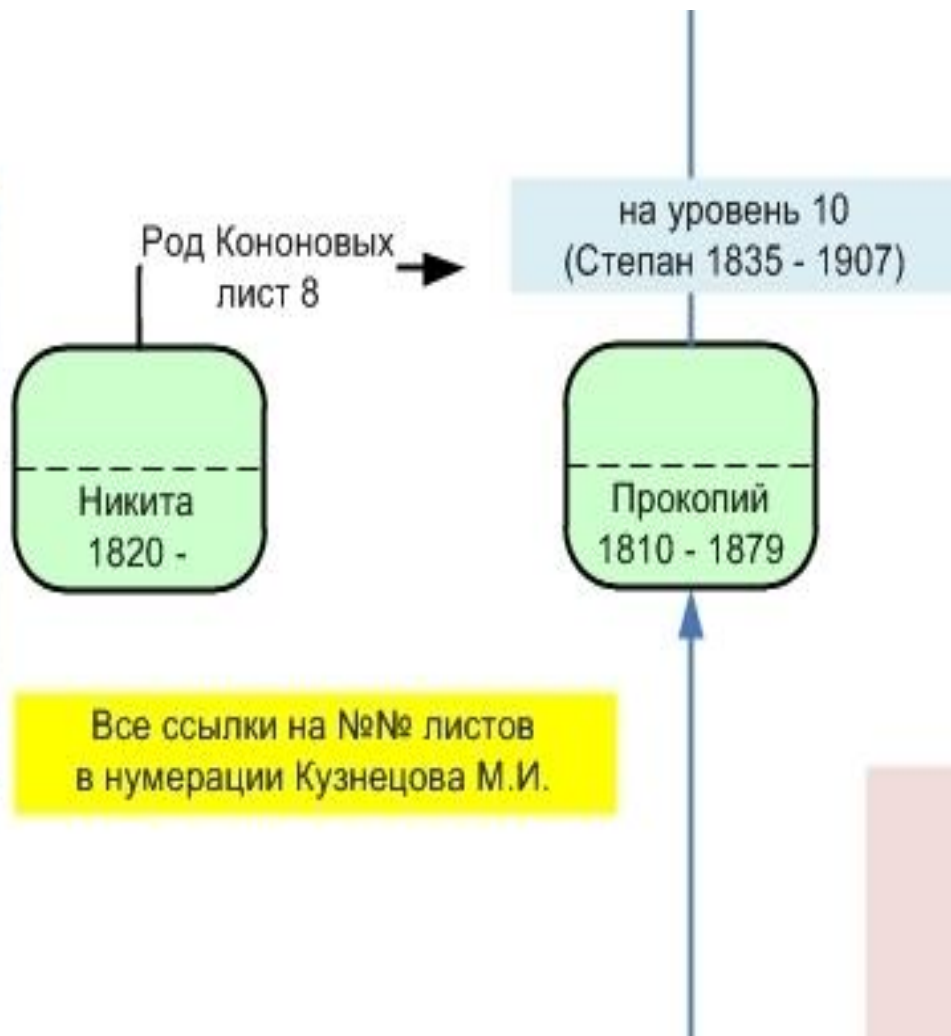 на уровень 10
(Степан 1835 - 1907)
Род Кононовых
лист 8
Никита
1820 -
Прокопий
1810 - 1879
Все ссылки на №№ листов
в нумерации Кузнецова М.И.